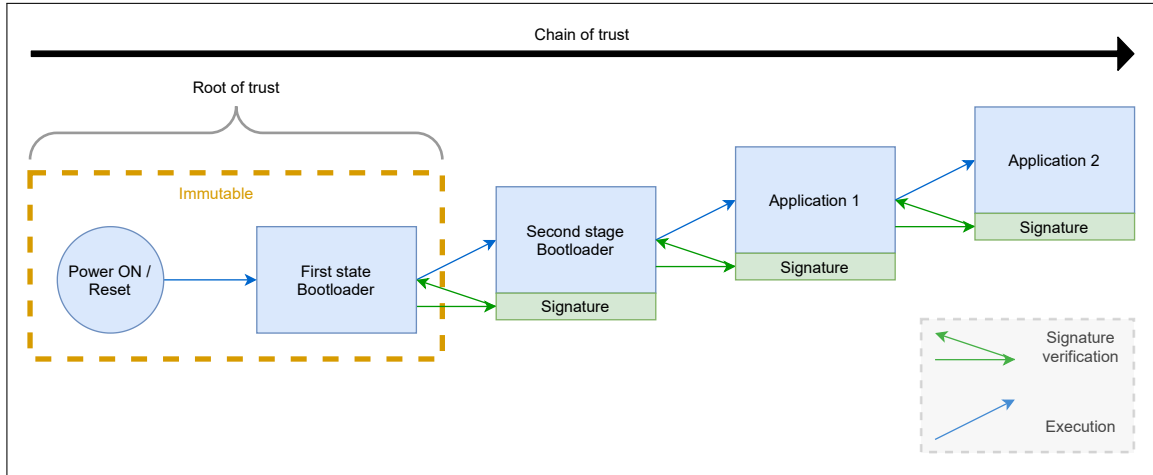 Chain of trust
Root of trust
Immutable
Power ON /
Reset
First state
Bootloader
Second stage
Bootloader
Signature
Application 1
Signature
Application 2
Signature
Signature
verification
Execution